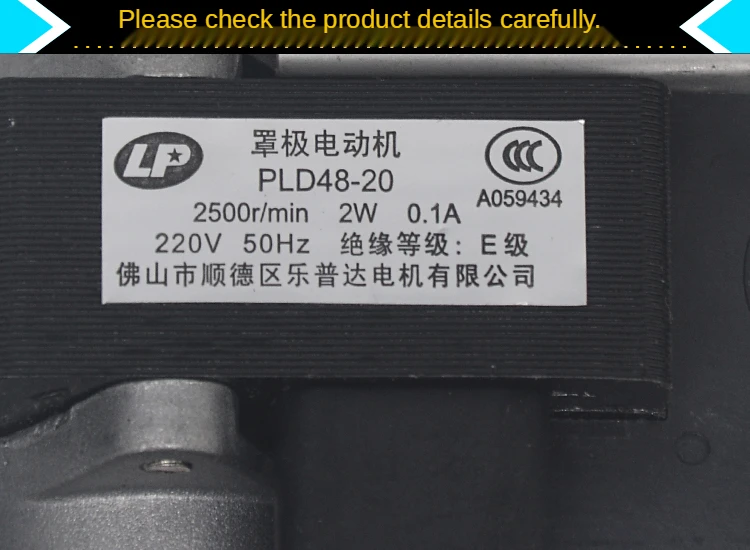 Please check the product details carefully.
LP
罩极电动机
CCC
PLD48-20
A059434
2500r/min 2W 0.1A
220V 50Hz 绝缘等级：E级
佛山市顺德区乐普达电机有限公司